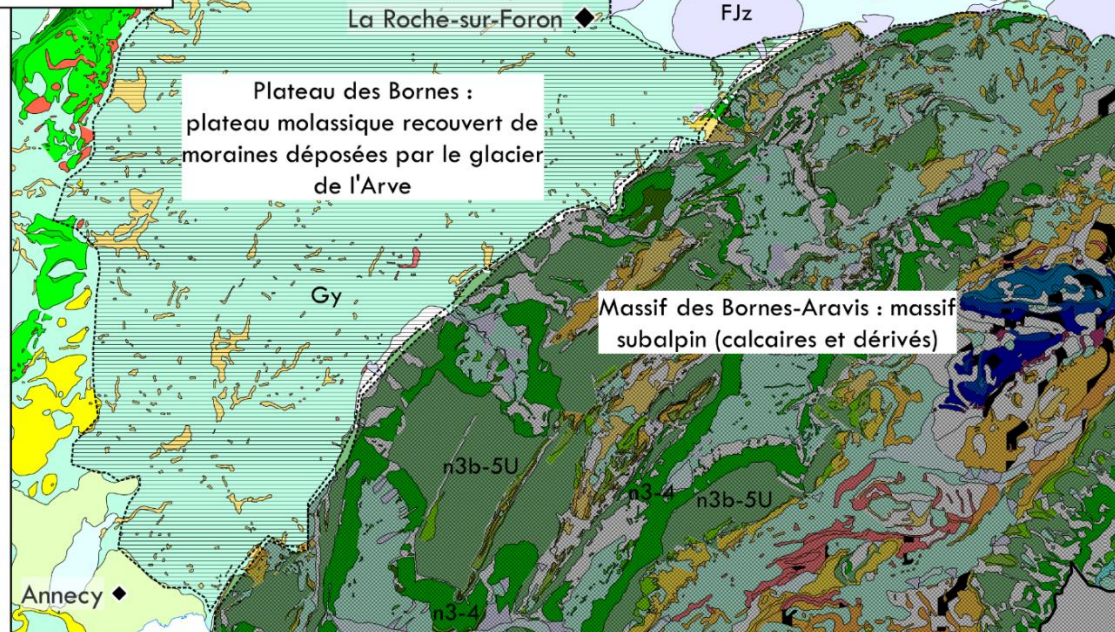 La Roche-sur-Foron
FJz
Plateau des Bornes :
plateau molassique recouvert de
moraines déposées par le glacier
de l'Arve
Gy
Massif des Bornes-Aravis : massif
subalpin (calcaires et dérivés)
n3b-5U
n3-4
n3b-5U
Annecy
n3-4